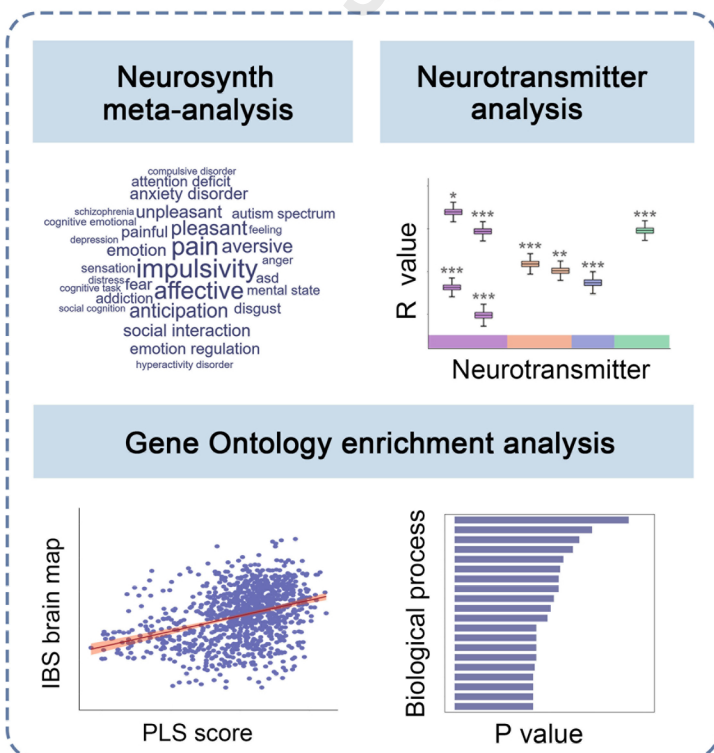 Neurosynth
meta-analysis
Neurotransmitter
analysis
compulsive disorder
attention deficit
anxiety disorder
schizophrenia unpleasant autism spectrum
cognitive emotional painful pleasant feeling
depression emotion pain aversive
sensation impulsivity anger
distress fear affective asd
cognitive task addiction mental state
social cognition anticipation disgust
social interaction
emotion regulation
hyperactivity disorder
R value
*
***
***
***
***
**
***
***
Neurotransmitter
Gene Ontology enrichment analysis
IBS brain map
PLS score
Biological process
P value